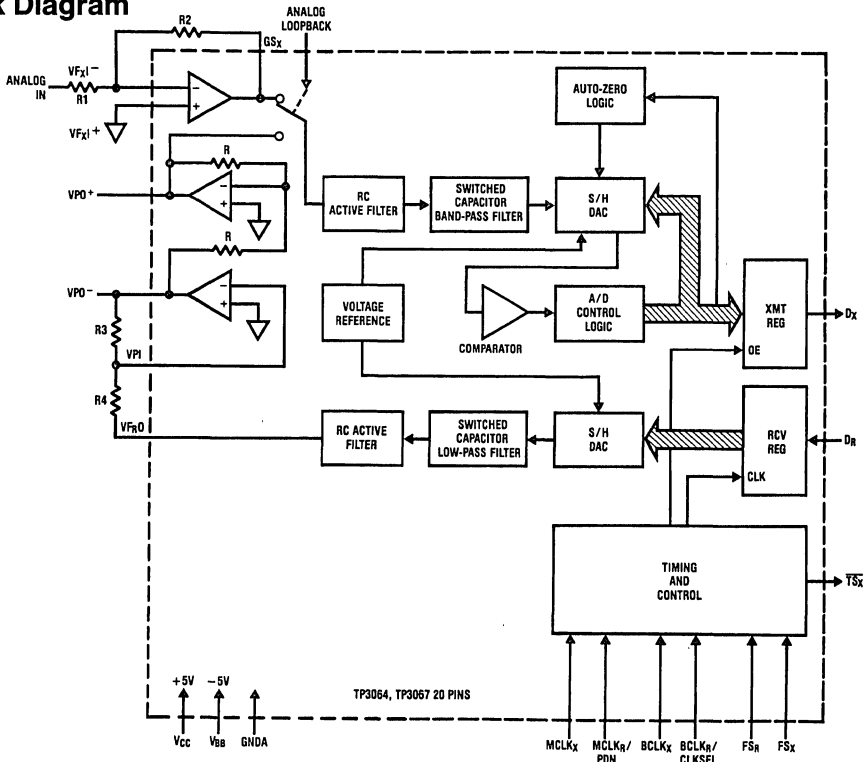 k Diagram
R2
ANALOG
LOOPBACK
GSX
ANALOG
IN
VFXI−
R1
VFXI+
−
+
AUTO-ZERO
LOGIC
R
VPO+
−
+
RC
ACTIVE FILTER
SWITCHED
CAPACITOR
BAND-PASS FILTER
S/H
DAC
R
VPO−
−
+
VOLTAGE
REFERENCE
COMPARATOR
A/D
CONTROL
LOGIC
XMT
REG
DX
OE
R3
VPI
R4
VFRO
RC ACTIVE
FILTER
SWITCHED
CAPACITOR
LOW-PASS FILTER
S/H
DAC
RCV
REG
DR
CLK
TIMING
AND
CONTROL
TSX
+5V
−5V
TP3064, TP3067 20 PINS
VCC
VBB
GNDA
MCLKX
MCLKR/
PDN
BCLKX
BCLKR/
CLKSEL
FSR
FSX